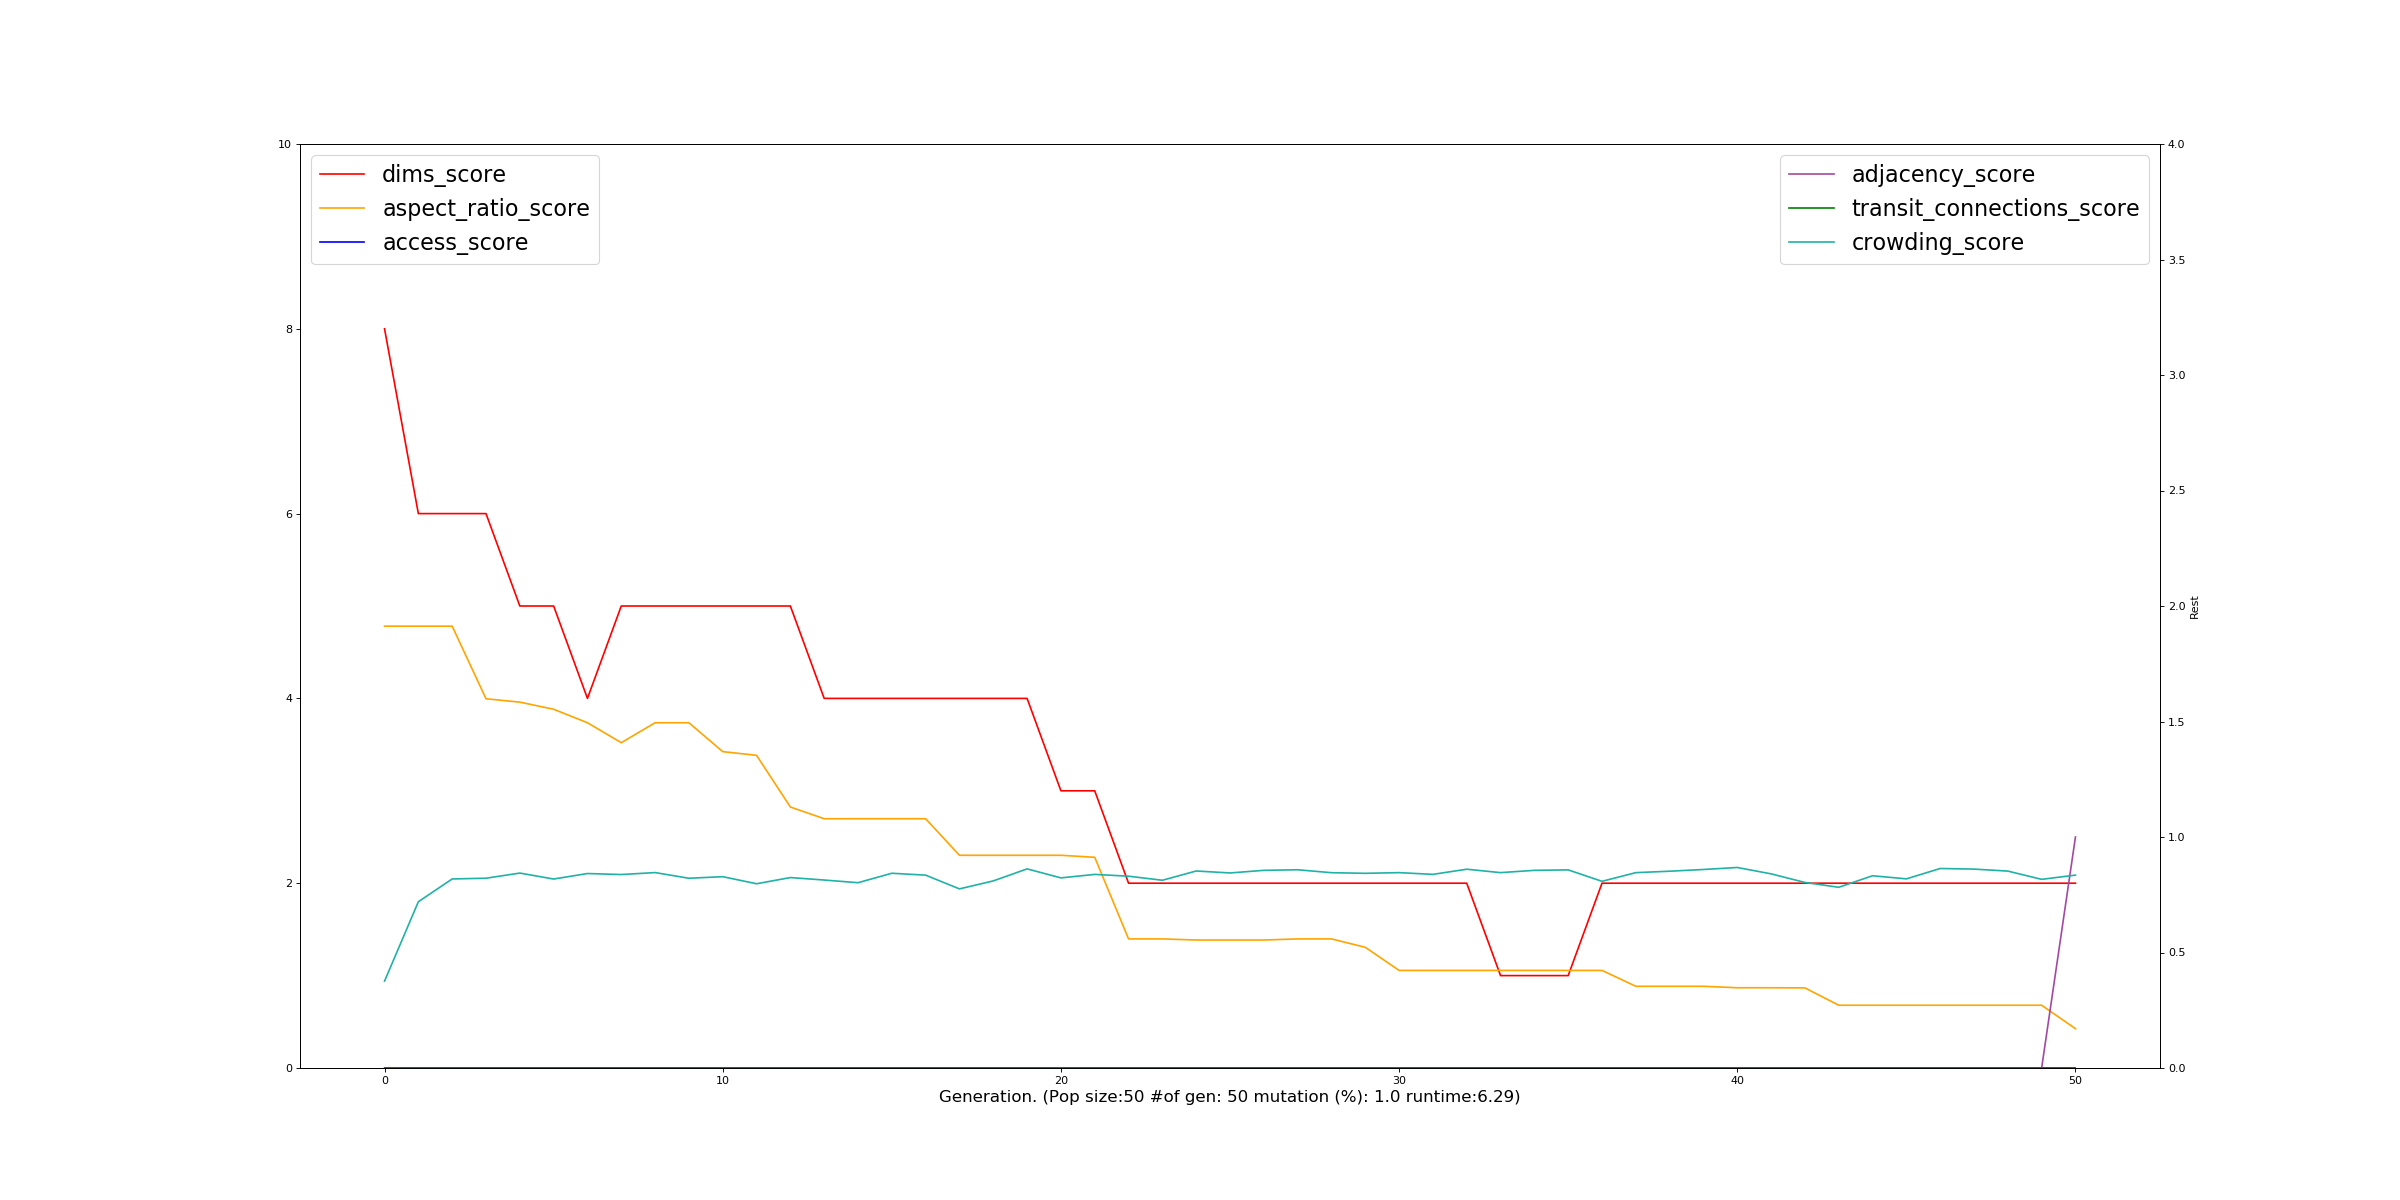 10
8
6
4
2
0
dims_score
aspect_ratio_score
access_score
adjacency_score
transit_connections_score
crowding_score
4.0
3.5
3.0
2.5
2.0
1.5
1.0
0.5
0.0
Rest
0 10 20 30 40 50
Generation. (Pop size:50 #of gen: 50 mutation (%): 1.0 runtime:6.29)